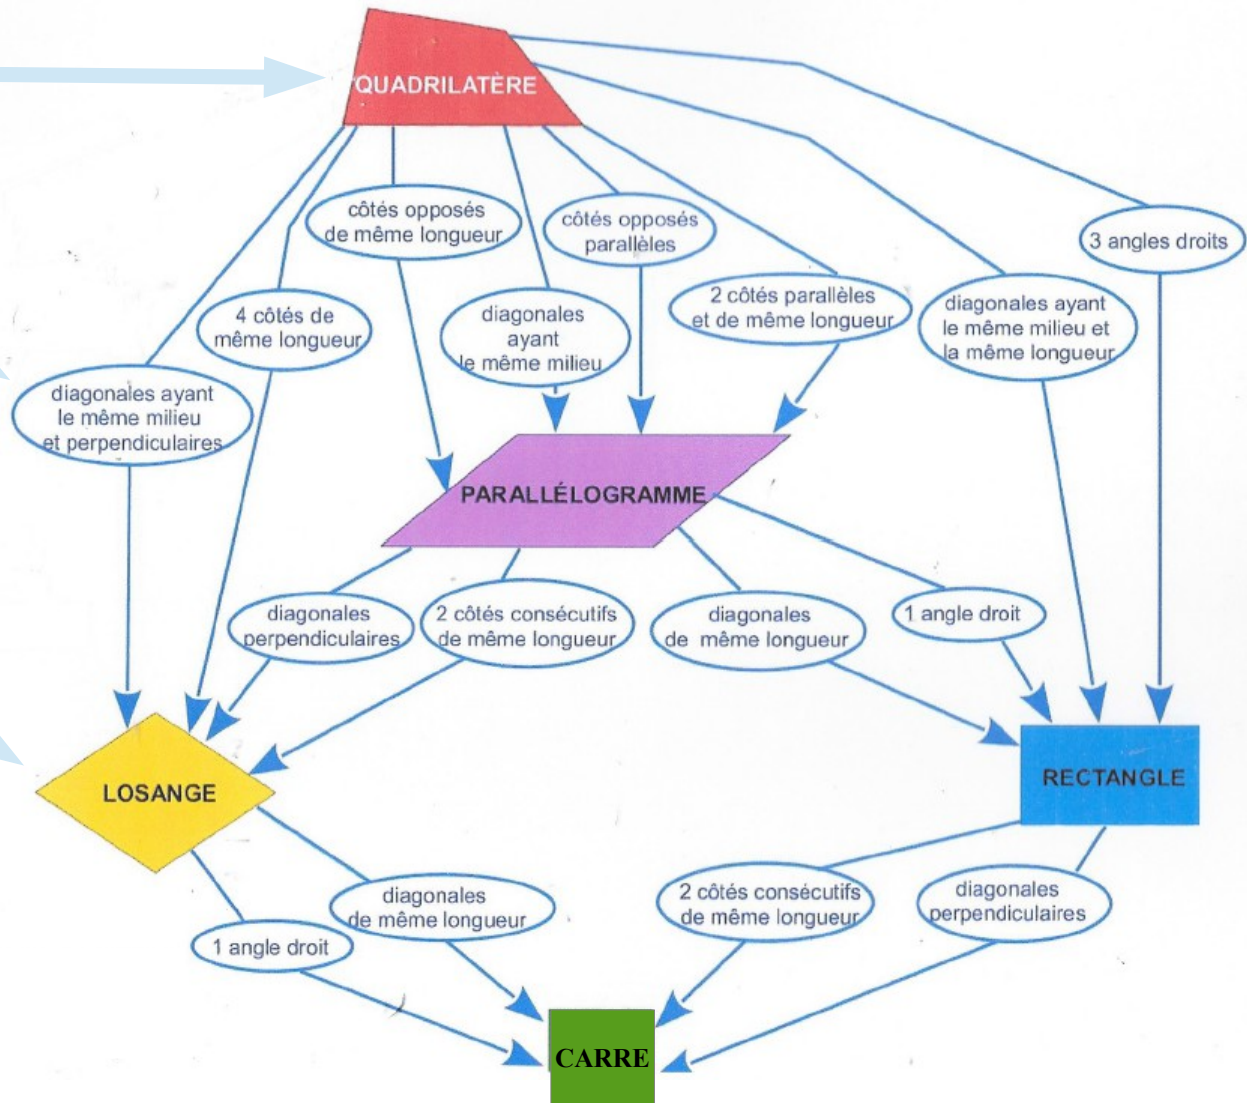 QUADRILATÈRE
côtés opposés
de même longueur
côtés opposés
parallèles
3 angles droits
4 côtés de
même longueur
diagonales
ayant
le même milieu
2 côtés parallèles
et de même longueur
diagonales ayant
le même milieu et
la même longueur
diagonales ayant
le même milieu
et perpendiculaires
PARALLÉLOGRAMME
diagonales
perpendiculaires
2 côtés consécutifs
de même longueur
diagonales
de même longueur
1 angle droit
LOSANGE
RECTANGLE
1 angle droit
diagonales
de même longueur
2 côtés consécutifs
de même longueur
diagonales
perpendiculaires
CARRE